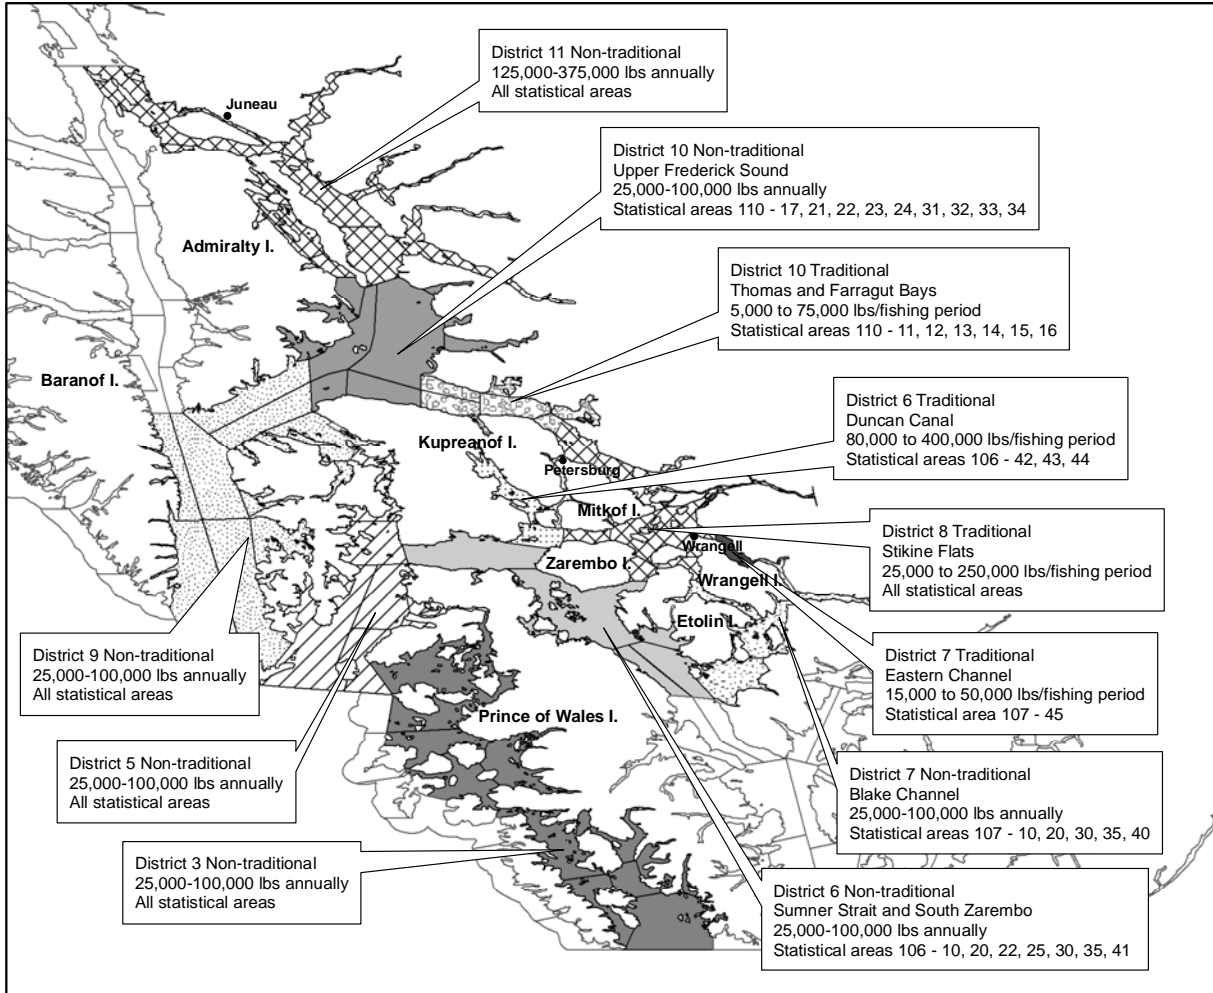 District 11 Non-traditional
125,000-375,000 lbs annually
All statistical areas
Juneau
District 10 Non-traditional
Upper Frederick Sound
25,000-100,000 lbs annually
Statistical areas 110 - 17, 21, 22, 23, 24, 31, 32, 33, 34
Admiralty I.
District 10 Traditional
Thomas and Farragut Bays
5,000 to 75,000 lbs/fishing period
Statistical areas 110 - 11, 12, 13, 14, 15, 16
Baranof I.
District 6 Traditional
Duncan Canal
80,000 to 400,000 lbs/fishing period
Statistical areas 106 - 42, 43, 44
Kupreanof I.
Petersburg
Mitkof I.
District 8 Traditional
Stikine Flats
25,000 to 250,000 lbs/fishing period
All statistical areas
Wrangell
Zarembo I.
Wrangell I.
Etolin I.
District 9 Non-traditional
25,000-100,000 lbs annually
All statistical areas
District 7 Traditional
Eastern Channel
15,000 to 50,000 lbs/fishing period
Statistical area 107 - 45
Prince of Wales I.
District 5 Non-traditional
25,000-100,000 lbs annually
All statistical areas
District 7 Non-traditional
Blake Channel
25,000-100,000 lbs annually
Statistical areas 107 - 10, 20, 30, 35, 40
District 3 Non-traditional
25,000-100,000 lbs annually
All statistical areas
District 6 Non-traditional
Sumner Strait and South Zarembo
25,000-100,000 lbs annually
Statistical areas 106 - 10, 20, 22, 25, 30, 35, 41